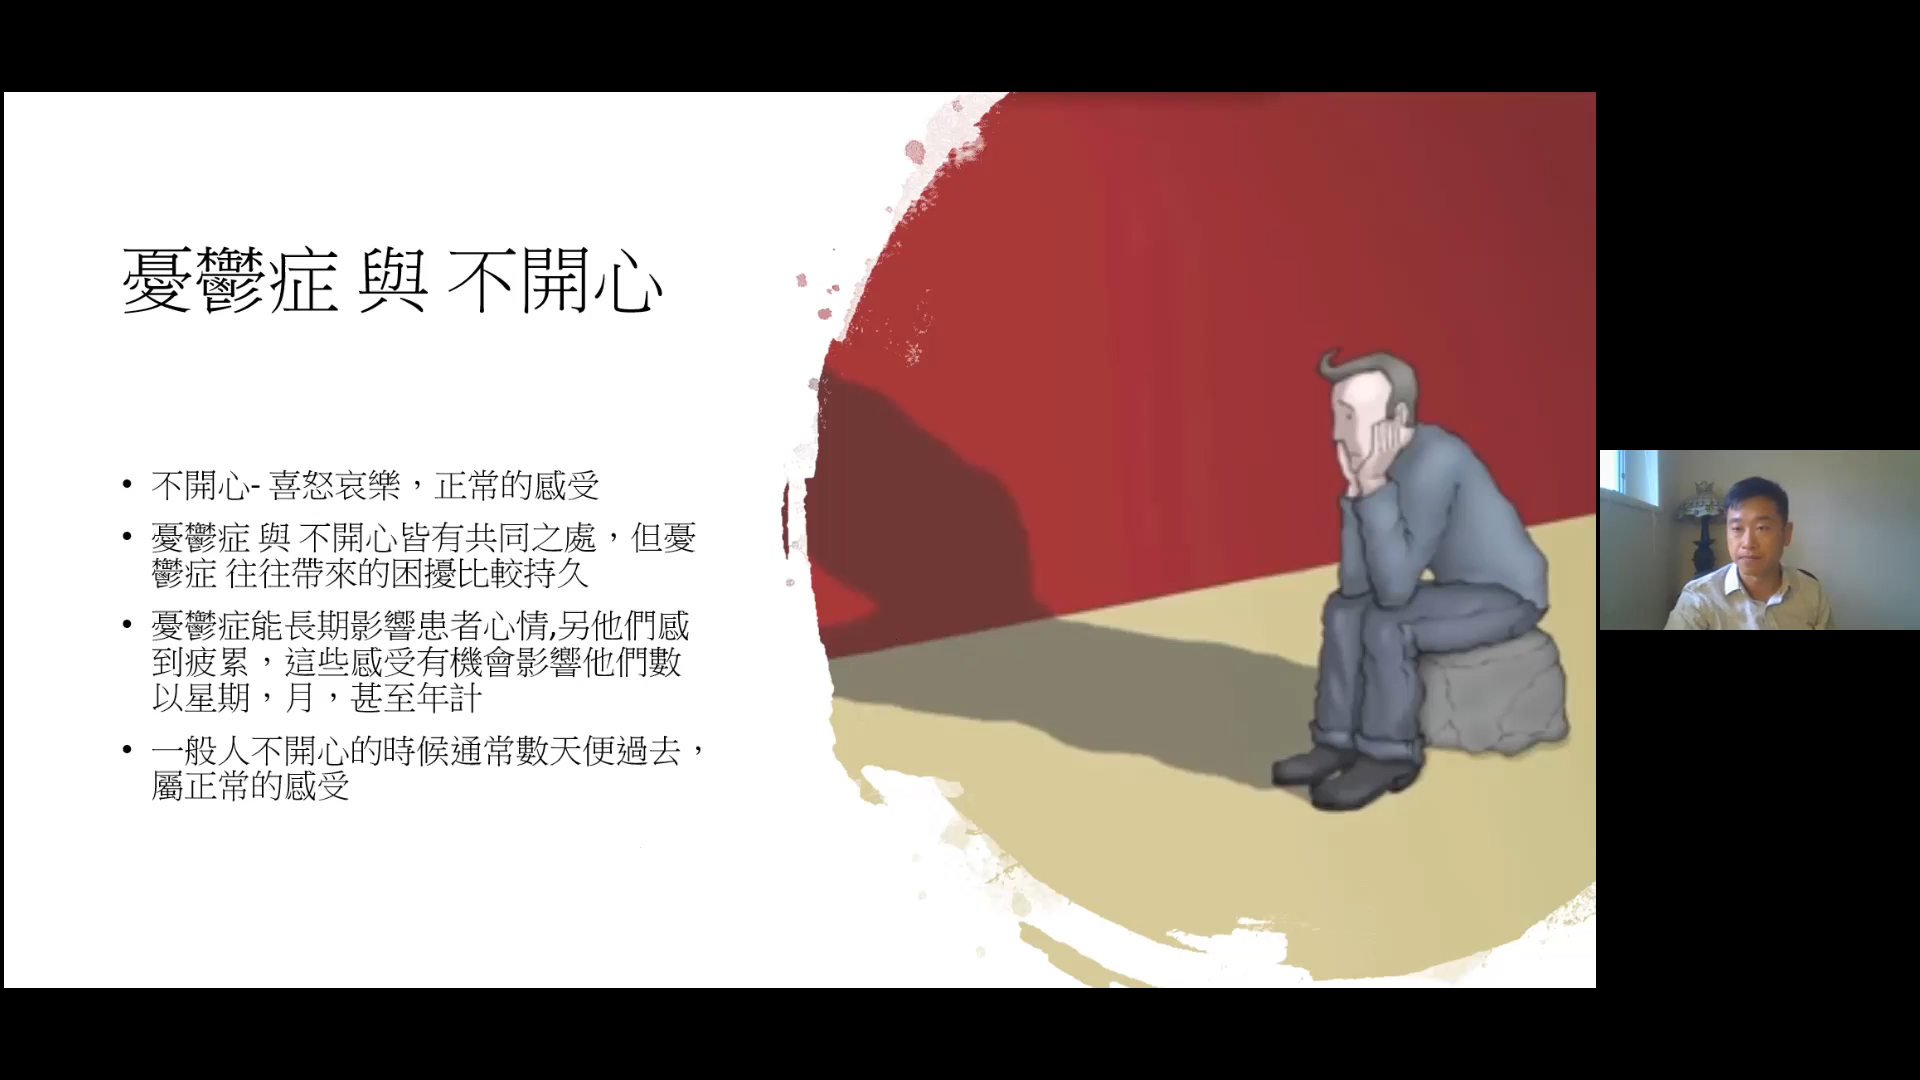 憂鬱症 與 不開心
• 不開心- 喜怒哀樂，正常的感受
• 憂鬱症 與 不開心皆有共同之處，但憂
鬱症 往往帶來的困擾比較持久
• 憂鬱症能長期影響患者心情,另他們感
到疲累，這些感受有機會影響他們數
以星期，月，甚至年計
• 一般人不開心的時候通常數天便過去，
屬正常的感受